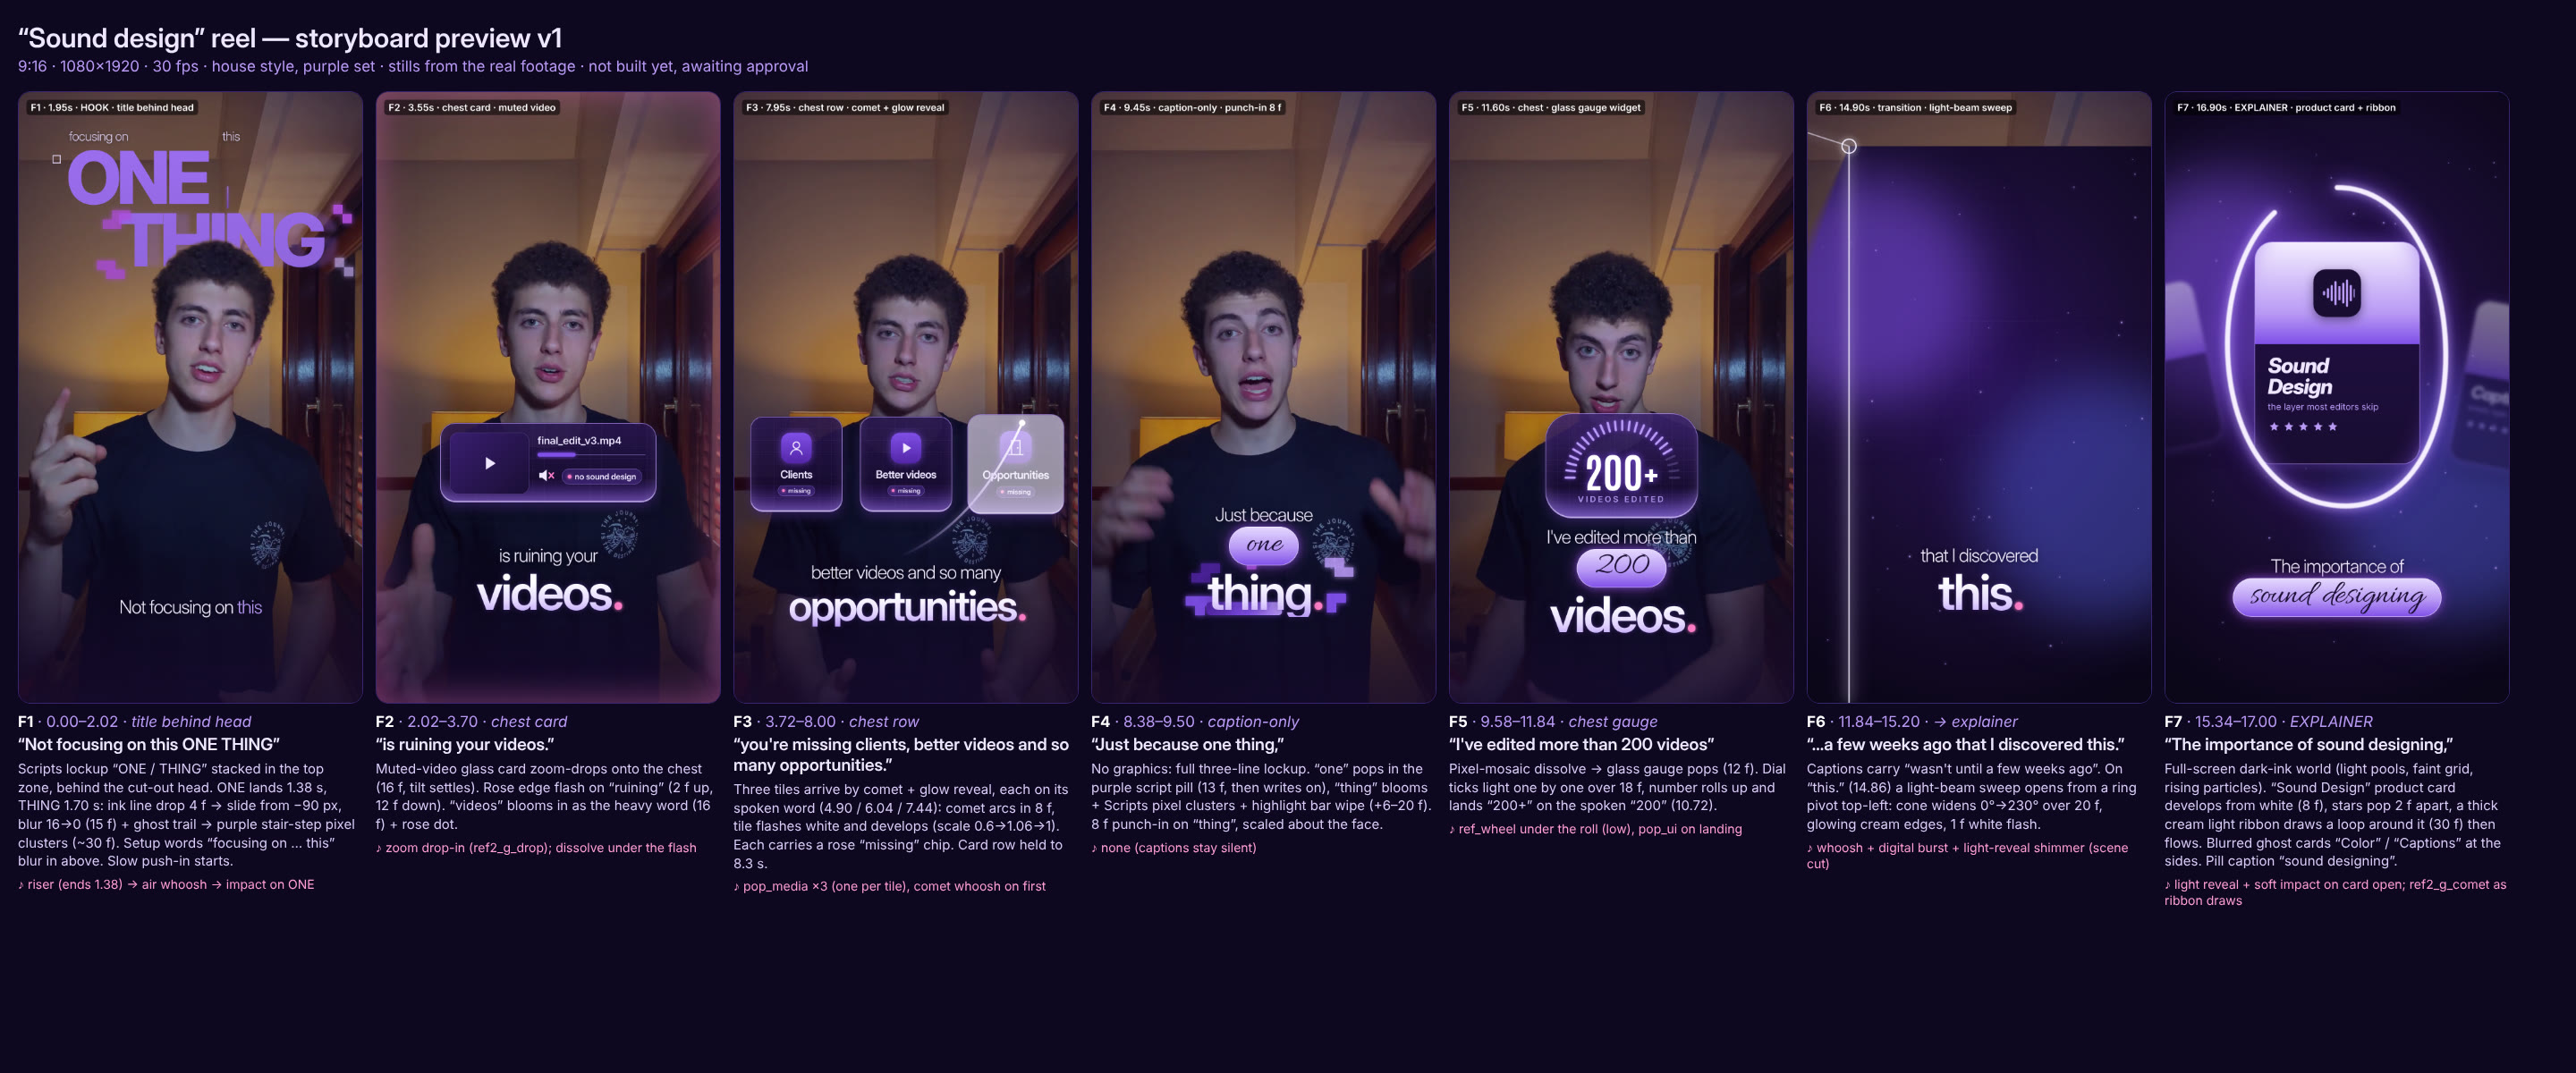 “Sound design” reel — storyboard preview v1
9:16 · 1080×1920 · 30 fps · house style, purple set · stills from the real footage · not built yet, awaiting approval
F1 · 1.95s · HOOK · title behind head
focusing on this
ONE
THING
Not focusing on this
F2 · 3.55s · chest card · muted video
final_edit_v3.mp4
no sound design
THE JOURNEY
is ruining your
videos.
F3 · 7.95s · chest row · comet + glow reveal
Clients
missing
Better videos
missing
Opportunities
missing
better videos and so many
opportunities.
F4 · 9.45s · caption-only · punch-in 8 f
Just because
one
thing.
F5 · 11.60s · chest · glass gauge widget
200+
VIDEOS EDITED
I've edited more than
200
videos.
F6 · 14.90s · transition · light-beam sweep
that I discovered
this.
F7 · 16.90s · EXPLAINER · product card + ribbon
Sound
Design
the layer most editors skip
The importance of
sound designing
F1 · 0.00–2.02 · title behind head
“Not focusing on this ONE THING”
Scripts lockup “ONE / THING” stacked in the top
zone, behind the cut-out head. ONE lands 1.38 s,
THING 1.70 s: ink line drop 4 f → slide from −90 px,
blur 16→0 (15 f) + ghost trail → purple stair-step pixel
clusters (~30 f). Setup words “focusing on … this”
blur in above. Slow push-in starts.
♪ riser (ends 1.38) → air whoosh → impact on ONE
F2 · 2.02–3.70 · chest card
“is ruining your videos.”
Muted-video glass card zoom-drops onto the chest
(16 f, tilt settles). Rose edge flash on “ruining” (2 f up,
12 f down). “videos” blooms in as the heavy word (16
f) + rose dot.
♪ zoom drop-in (ref2_g_drop); dissolve under the flash
F3 · 3.72–8.00 · chest row
“you're missing clients, better videos and so
many opportunities.”
Three tiles arrive by comet + glow reveal, each on its
spoken word (4.90 / 6.04 / 7.44): comet arcs in 8 f,
tile flashes white and develops (scale 0.6→1.06→1).
Each carries a rose “missing” chip. Card row held to
8.3 s.
♪ pop_media ×3 (one per tile), comet whoosh on first
F4 · 8.38–9.50 · caption-only
“Just because one thing,”
No graphics: full three-line lockup. “one” pops in the
purple script pill (13 f, then writes on), “thing” blooms
+ Scripts pixel clusters + highlight bar wipe (+6–20 f).
8 f punch-in on “thing”, scaled about the face.
♪ none (captions stay silent)
F5 · 9.58–11.84 · chest gauge
“I've edited more than 200 videos”
Pixel-mosaic dissolve → glass gauge pops (12 f). Dial
ticks light one by one over 18 f, number rolls up and
lands “200+” on the spoken “200” (10.72).
♪ ref_wheel under the roll (low), pop_ui on landing
F6 · 11.84–15.20 · → explainer
“...a few weeks ago that I discovered this.”
Captions carry “wasn't until a few weeks ago”. On
“this.” (14.86) a light-beam sweep opens from a ring
pivot top-left: cone widens 0°→230° over 20 f,
glowing cream edges, 1 f white flash.
♪ whoosh + digital burst + light-reveal shimmer (scene
cut)
F7 · 15.34–17.00 · EXPLAINER
“The importance of sound designing,”
Full-screen dark-ink world (light pools, faint grid,
rising particles). “Sound Design” product card
develops from white (8 f), stars pop 2 f apart, a thick
cream light ribbon draws a loop around it (30 f) then
flows. Blurred ghost cards “Color” / “Captions” at the
sides. Pill caption “sound designing”.
♪ light reveal + soft impact on card open; ref2_g_comet as
ribbon draws